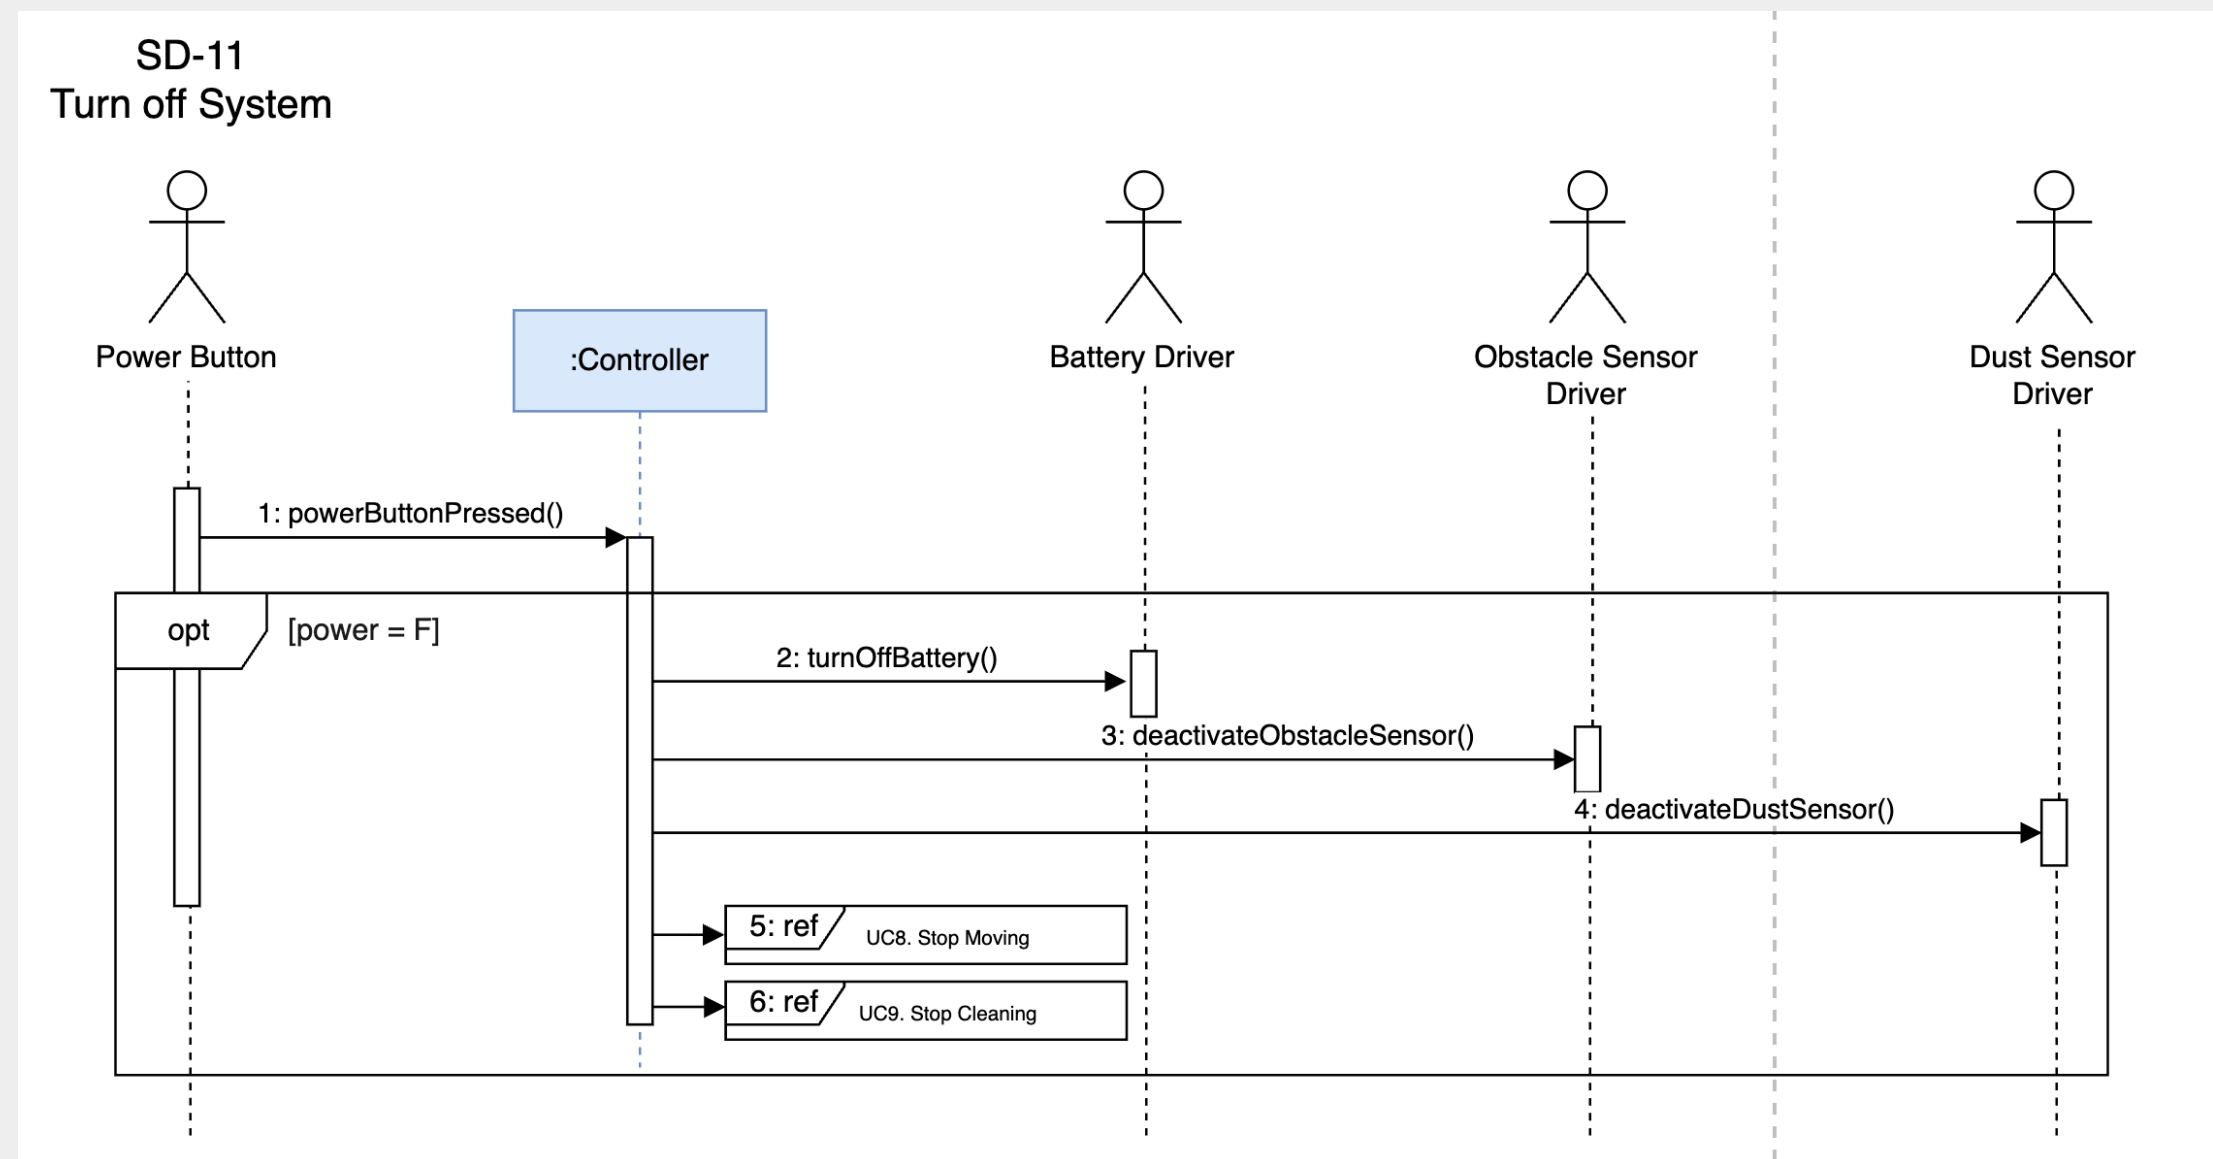 SD-11
Turn off System
Power Button
:Controller
Battery Driver
Obstacle Sensor
Driver
Dust Sensor
Driver
1: powerButtonPressed()
opt
[power = F]
2: turnOffBattery()
3: deactivateObstacleSensor()
4: deactivateDustSensor()
5: ref
UC8. Stop Moving
6: ref
UC9. Stop Cleaning